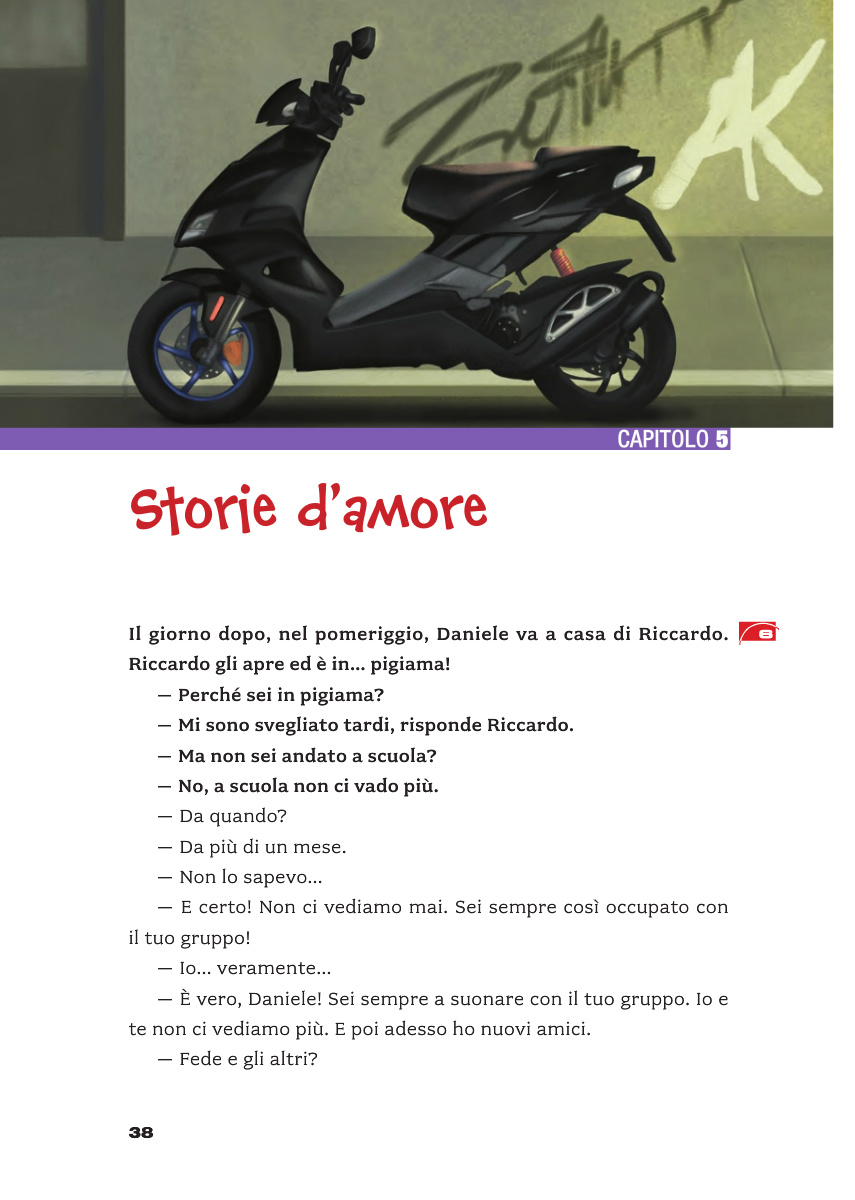 AK
CAPITOLO 5
Storie d'amore
Il giorno dopo, nel pomeriggio, Daniele va a casa di Riccardo.
6
Riccardo gli apre ed è in... pigiama!
— Perché sei in pigiama?
— Mi sono svegliato tardi, risponde Riccardo.
— Ma non sei andato a scuola?
— No, a scuola non ci vado più.
— Da quando?
— Da più di un mese.
— Non lo sapevo...
— E certo! Non ci vediamo mai. Sei sempre così occupato con
il tuo gruppo!
— Io... veramente...
— È vero, Daniele! Sei sempre a suonare con il tuo gruppo. Io e
te non ci vediamo più. E poi adesso ho nuovi amici.
— Fede e gli altri?
38